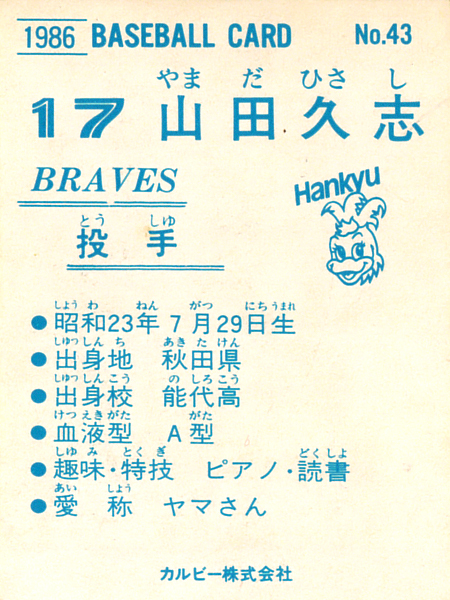 1986 BASEBALL CARD No.43
やま だ ひさ し
17 山田久志
BRAVES
Hankyu
とう しゅ
投手
しょう わ ねん がつ にちうまれ
●昭和23年7月29日生
しゅっしん ち あき た けん
●出身地 秋田県
しゅっしんこう の しろこう
●出身校 能代高
けつえきがた がた
●血液型 A型
しゅ み とく ぎ どくしょ
●趣味・特技 ピアノ・読書
あい しょう
●愛称 ヤマさん
カルビー株式会社